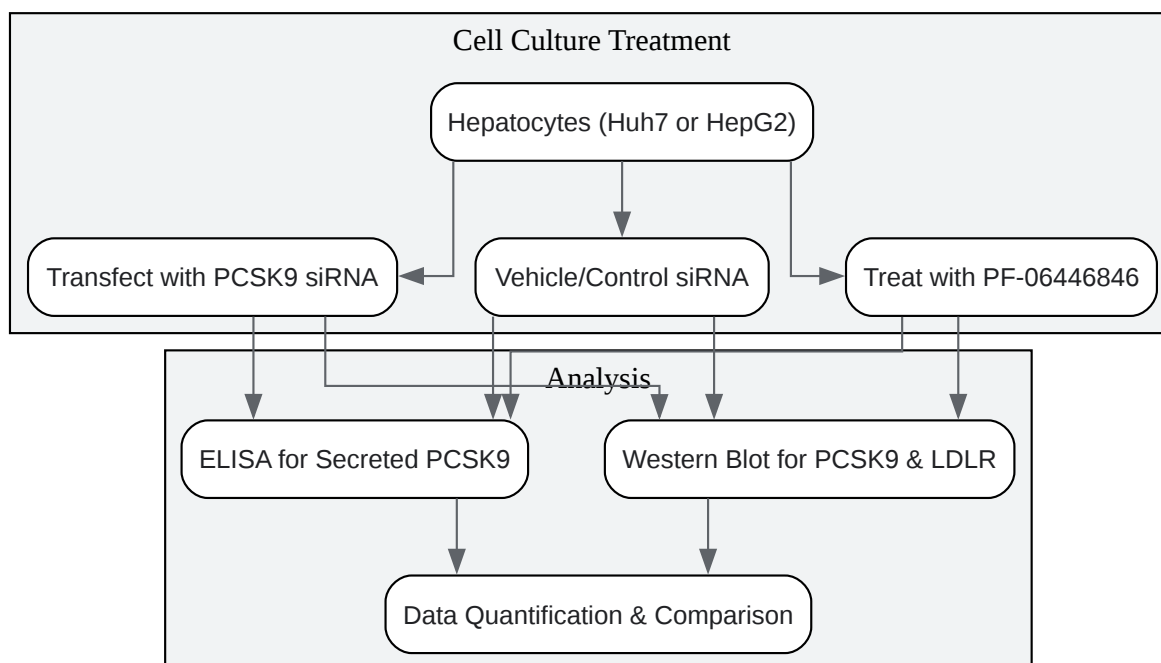 Cell Culture Treatment
Hepatocytes (Huh7 or HepG2)
Transfect with PCSK9 siRNA
Vehicle/Control siRNA
Treat with PF-06446846
Analysis
ELISA for Secreted PCSK9
Western Blot for PCSK9 & LDLR
Data Quantification & Comparison